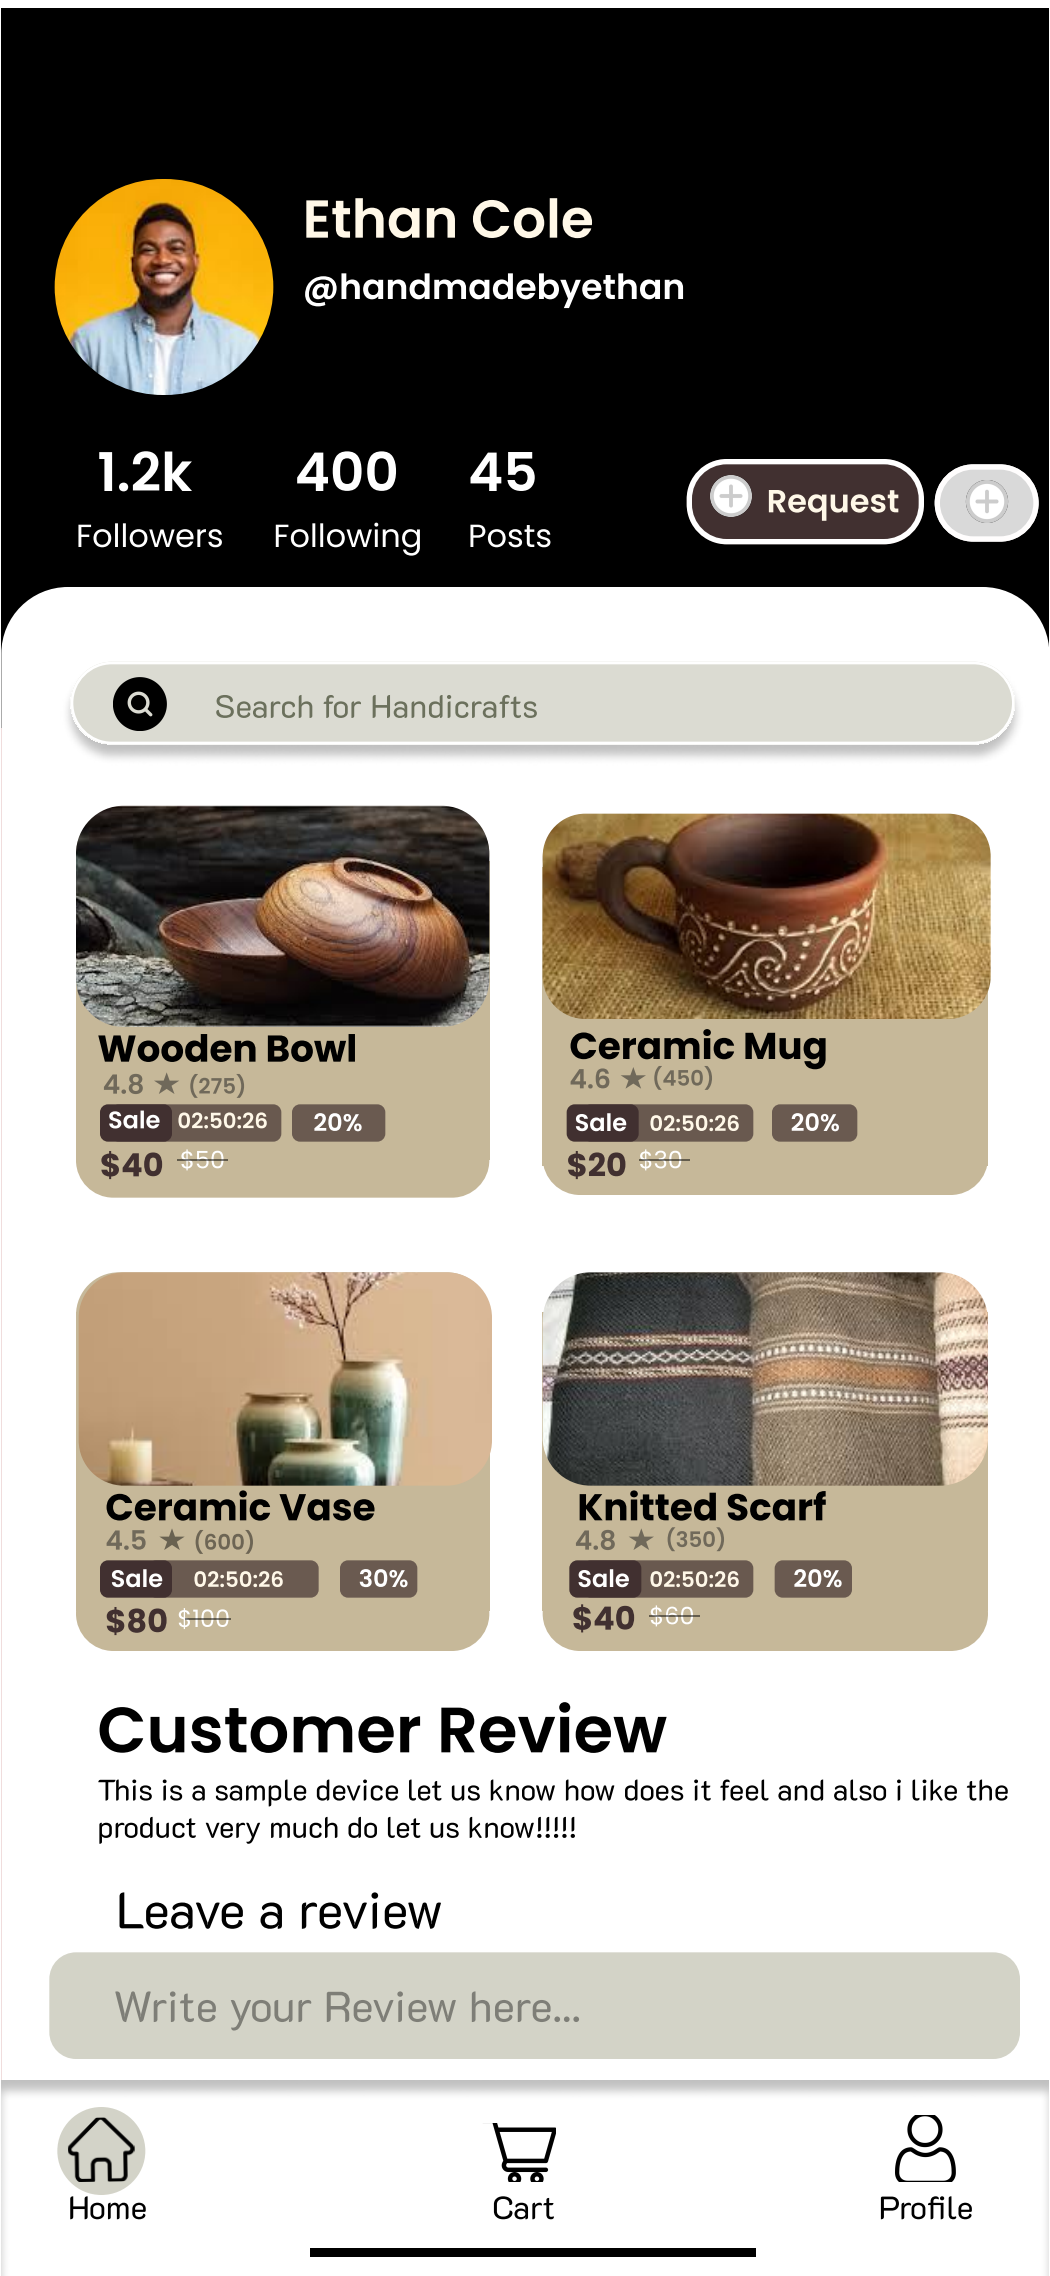 Ethan Cole
@handmadebyethan
1.2k 400 45
Followers Following Posts
Request
Search for Handicrafts
Wooden Bowl
4.8 ★ (275)
Sale 02:50:26 20%
$40 $50
Ceramic Mug
4.6 ★ (450)
Sale 02:50:26 20%
$20 $30
Ceramic Vase
4.5 ★ (600)
Sale 02:50:26 30%
$80 $100
Knitted Scarf
4.8 ★ (350)
Sale 02:50:26 20%
$40 $60
Customer Review
This is a sample device let us know how does it feel and also i like the
product very much do let us know!!!!!
Leave a review
Write your Review here...
Home Cart Profile